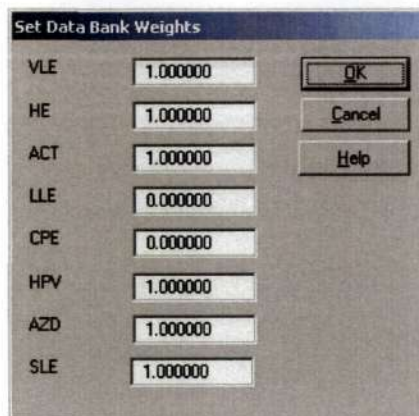 Set Data Bank Weights
VLE 1.000000 OK
HE 1.000000 Cancel
ACT 1.000000 Help
LLE 0.000000
CPE 0.000000
HPV 1.000000
AZD 1.000000
SLE 1.000000